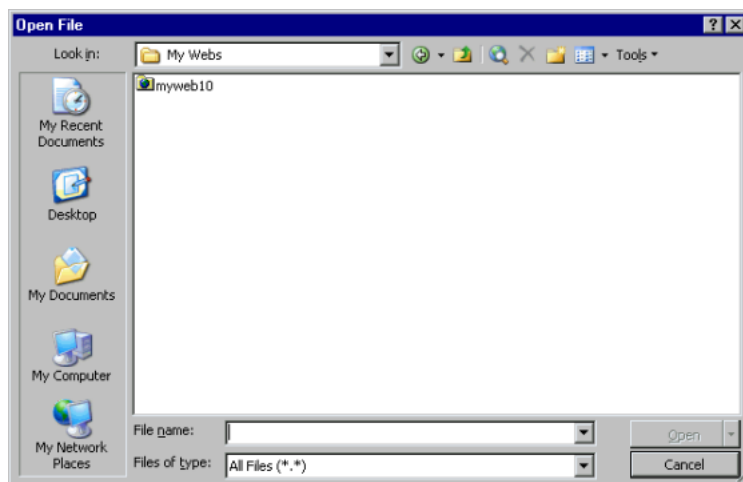 Open File
Look in:
My Webs
Tools
myweb10
My Recent
Documents
Desktop
My Documents
My Computer
My Network
Places
File name:
Open
Files of type:
All Files (*.*)
Cancel